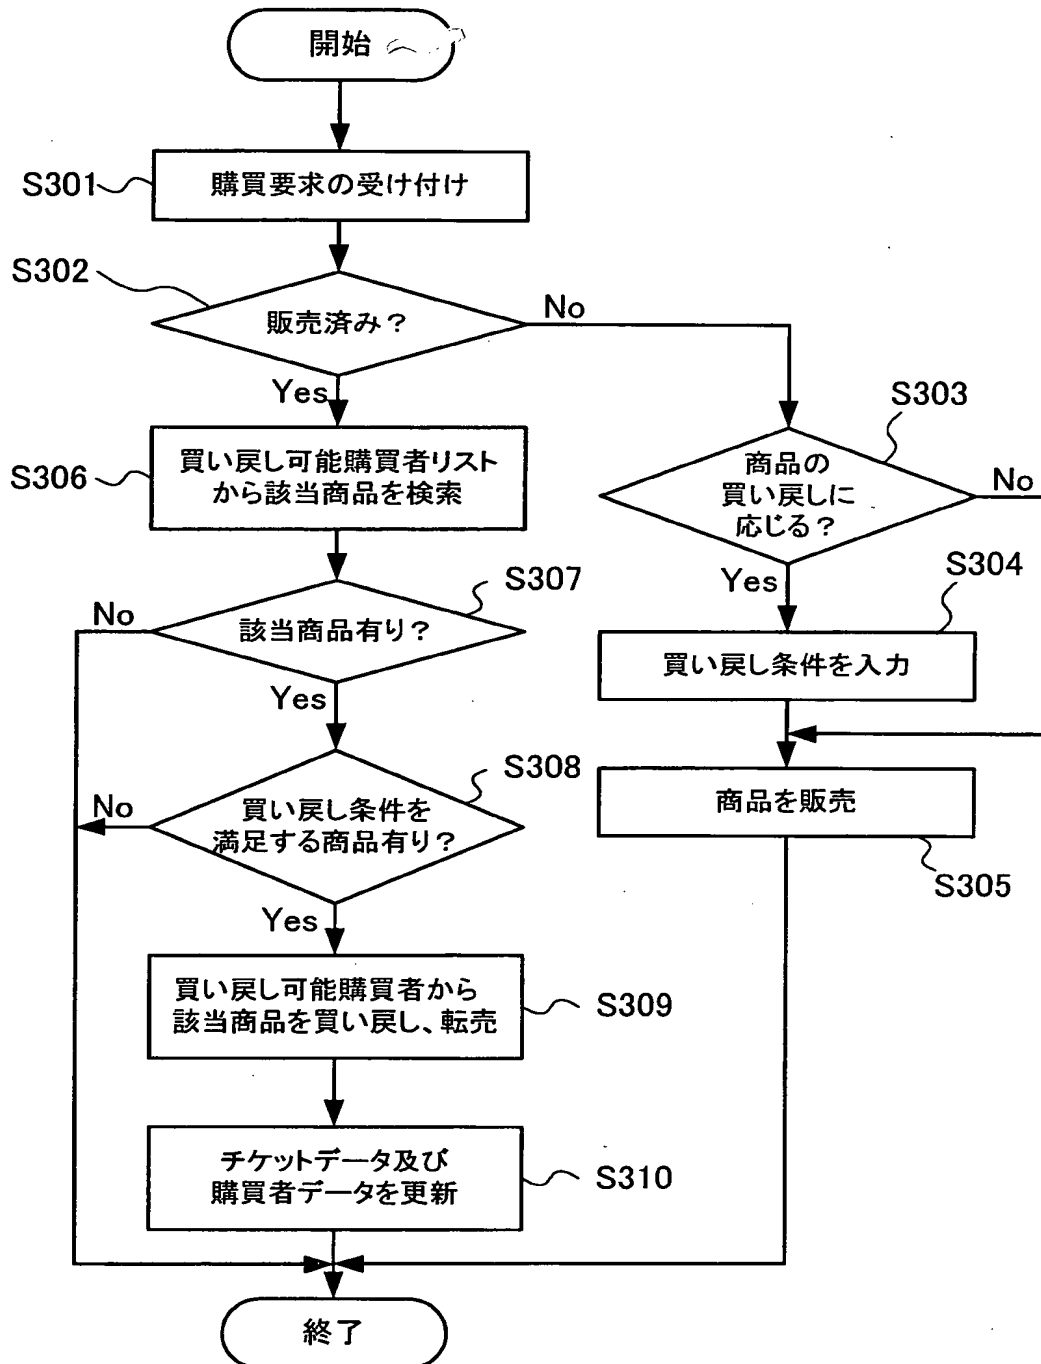 開始
S301
購買要求の受け付け
S302
販売済み?
No
Yes
S303
商品の
買い戻しに
応じる?
No
S306
買い戻し可能購買者リスト
から該当商品を検索
Yes
S304
S307
No
該当商品有り?
買い戻し条件を入力
Yes
S308
No
買い戻し条件を
満足する商品有り?
商品を販売
S305
Yes
買い戻し可能購買者から
該当商品を買い戻し、転売
S309
チケットデータ及び
購買者データを更新
S310
終了